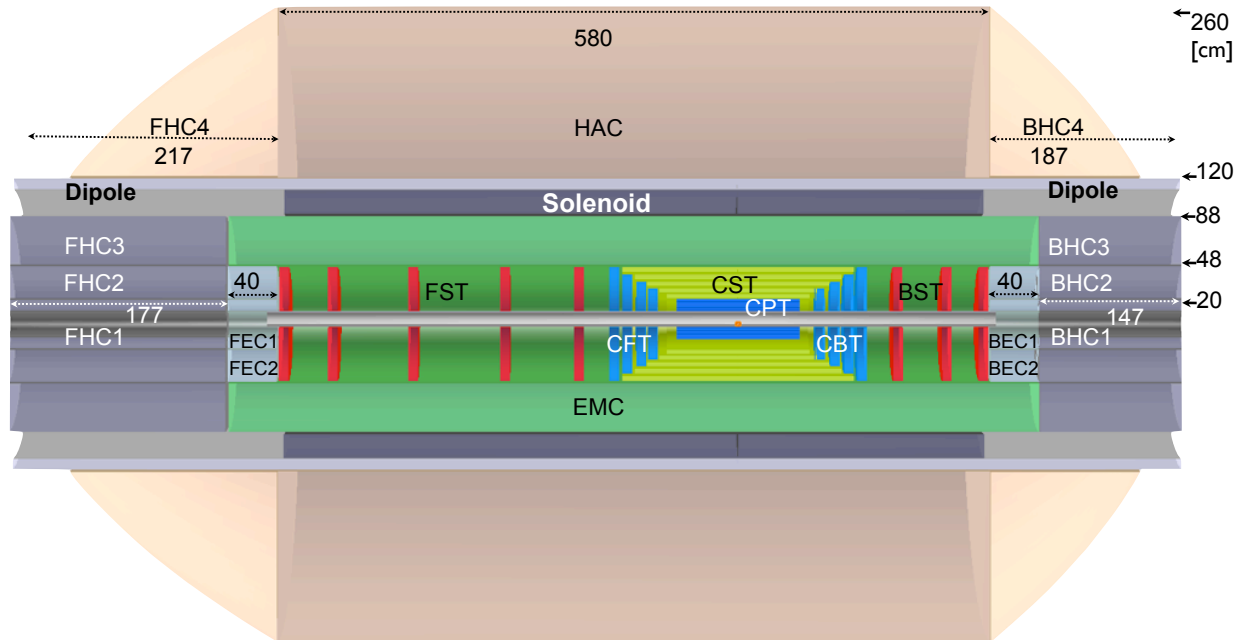 580
260
[cm]
FHC4
217
HAC
BHC4
187
120
Dipole
Dipole
Solenoid
88
FHC3
BHC3
48
FHC2
40
FST
CST
BST
40
BHC2
20
177
CPT
147
FHC1
FEC1
CFT
CBT
BEC1
BHC1
FEC2
BEC2
EMC